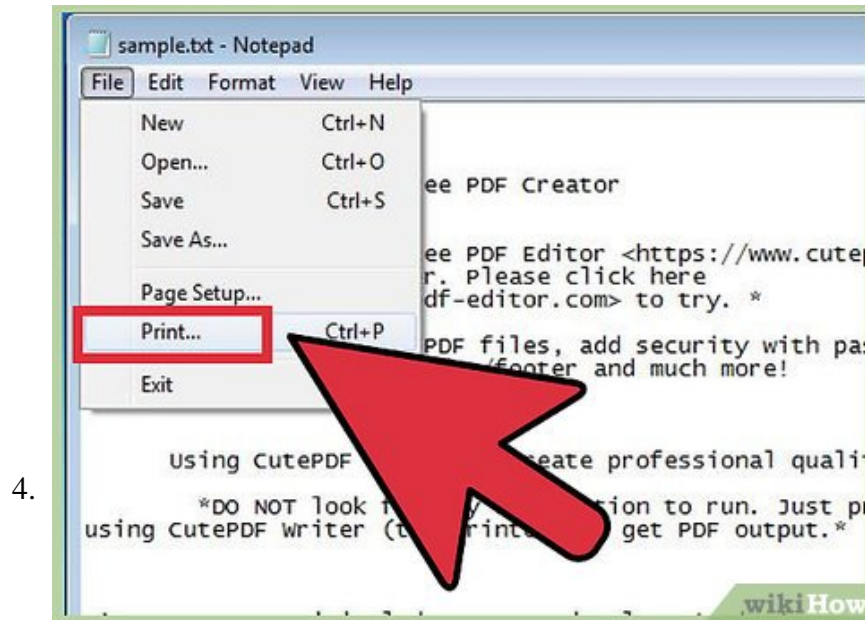 sample.txt - Notepad
File Edit Format View Help
New Ctrl+N
Open... Ctrl+O
Save Ctrl+S
Save As...
Page Setup...
Print... Ctrl+P
Exit
ee PDF Creator
ee PDF Editor <https://www.cutep
r. Please click here
df-editor.com> to try. *
PDF files, add security with pas
/footer and much more!
Using CutePDF eate professional quali
4.
*DO NOT look f tion to run. Just pr
using CutePDF Writer ( get PDF output.*
wikiHow